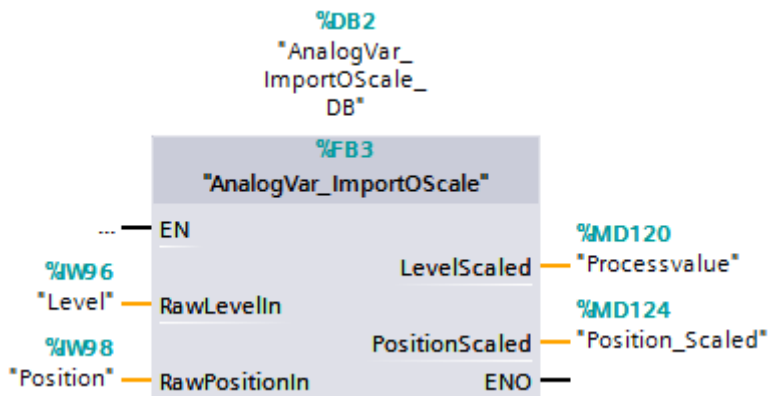 %DB2
"AnalogVar_
ImportOScale_
DB"
%FB3
"AnalogVar_ImportOScale"
... EN
%MD120
LevelScaled "Processvalue"
%IW96
"Level" RawLevelIn
%MD124
PositionScaled "Position_Scaled"
%IW98
"Position" RawPositionIn ENO